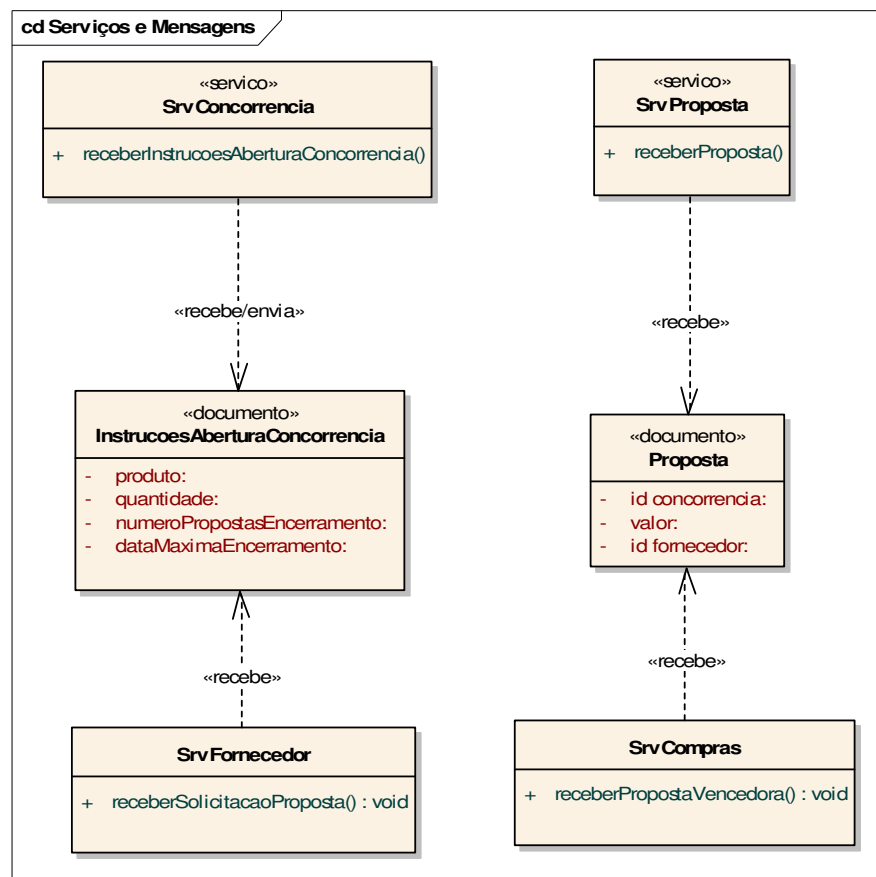 cd Serviços e Mensagens
«servico»
SrvConcorrencia
+ receberInstrucoesAberturaConcorrencia()
«servico»
SrvProposta
+ receberProposta()
«recebe/envia»
«recebe»
«documento»
InstrucoesAberturaConcorrencia
- produto:
- quantidade:
- numeroPropostasEncerramento:
- dataMaximaEncerramento:
«documento»
Proposta
- id concorrencia:
- valor:
- id fornecedor:
«recebe»
«recebe»
SrvFornecedor
+ receberSolicitacaoProposta() : void
SrvCompras
+ receberPropostaVencedora() : void